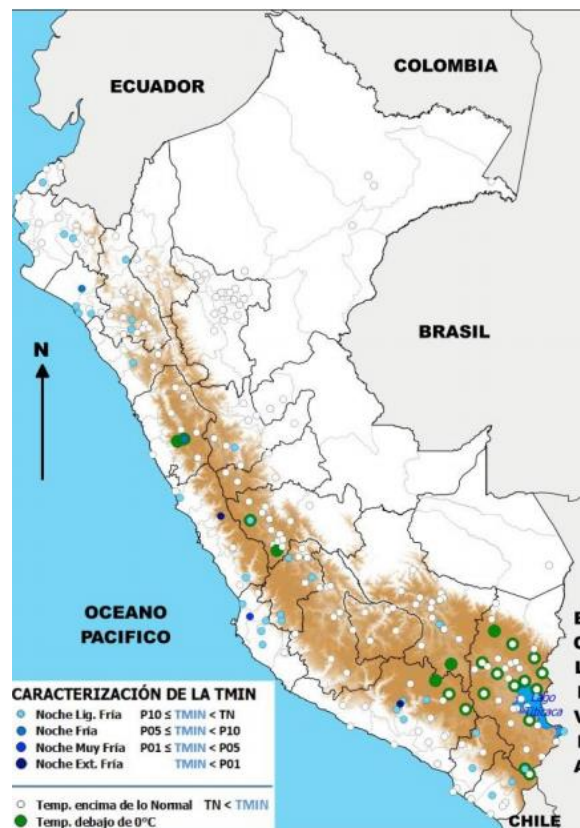 COLOMBIA
ECUADOR
BRASIL
N
OCEANO
PACIFICO
BOLIVIA
Lago
Titicaca
CHILE
CARACTERIZACIÓN DE LA TMIN
Noche Lig. Fría P10 ≤ TMIN < TN
Noche Fría P05 ≤ TMIN < P10
Noche Muy Fría P01 ≤ TMIN < P05
Noche Ext. Fría TMIN < P01
Temp. encima de lo Normal TN < TMIN
Temp. debajo de 0°C